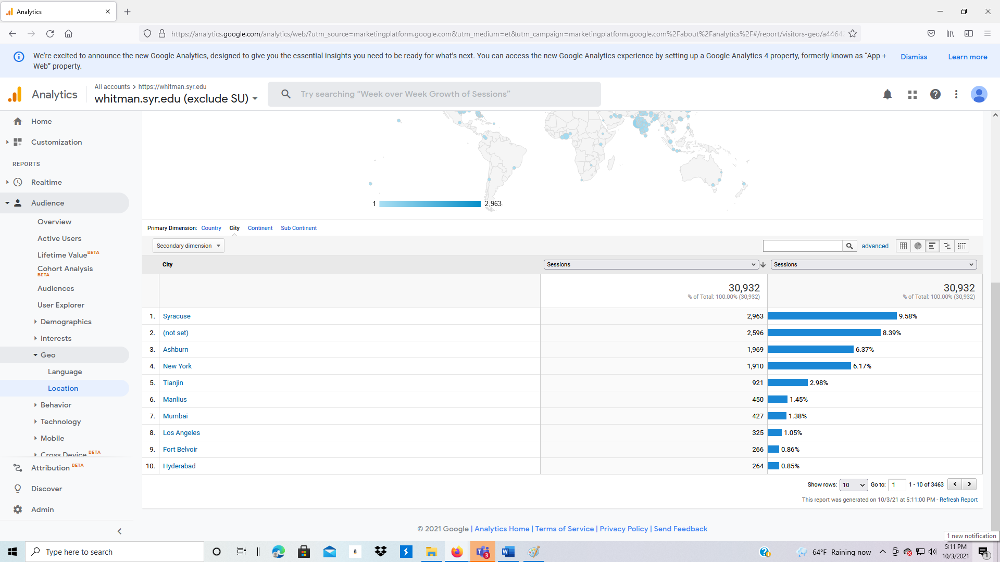 Analytics
https://analytics.google.com/analytics/web/?utm_source=marketingplatform.google.com&utm_medium=et&utm_campaign=marketingplatform.google.com%2Fabout%2Fanalytics%2F#/report/visitors-geo/a4464
We're excited to announce the new Google Analytics, designed to give you the essential insights you need to be ready for what's next. You can access the new Google Analytics experience by setting up a Google Analytics 4 property, formerly known as “App +
Web” property.
Dismiss
Learn more
Analytics
All accounts > https://whitman.syr.edu
whitman.syr.edu (exclude SU)
Try searching “Week over Week Growth of Sessions”
Home
Customization
REPORTS
Realtime
Audience
Overview
Active Users
Lifetime Value BETA
Cohort Analysis
BETA
Audiences
User Explorer
Demographics
Interests
Geo
Language
Location
Behavior
Technology
Mobile
Cross Device BETA
Attribution BETA
Discover
Admin
1 2,963
Primary Dimension: Country City Continent Sub Continent
Secondary dimension
advanced
City Sessions Sessions
30,932 30,932
% of Total: 100.00% (30,932) % of Total: 100.00% (30,932)
1. Syracuse 2,963 9.58%
2. (not set) 2,596 8.39%
3. Ashburn 1,969 6.37%
4. New York 1,910 6.17%
5. Tianjin 921 2.98%
6. Manlius 450 1.45%
7. Mumbai 427 1.38%
8. Los Angeles 325 1.05%
9. Fort Belvoir 266 0.86%
10. Hyderabad 264 0.85%
Show rows: 10 Go to: 1 1 - 10 of 3463
This report was generated on 10/3/21 at 5:11:00 PM - Refresh Report
© 2021 Google | Analytics Home | Terms of Service | Privacy Policy | Send Feedback
1 new notification
Type here to search
a
3
64°F Raining now
5:11 PM
10/3/2021
1